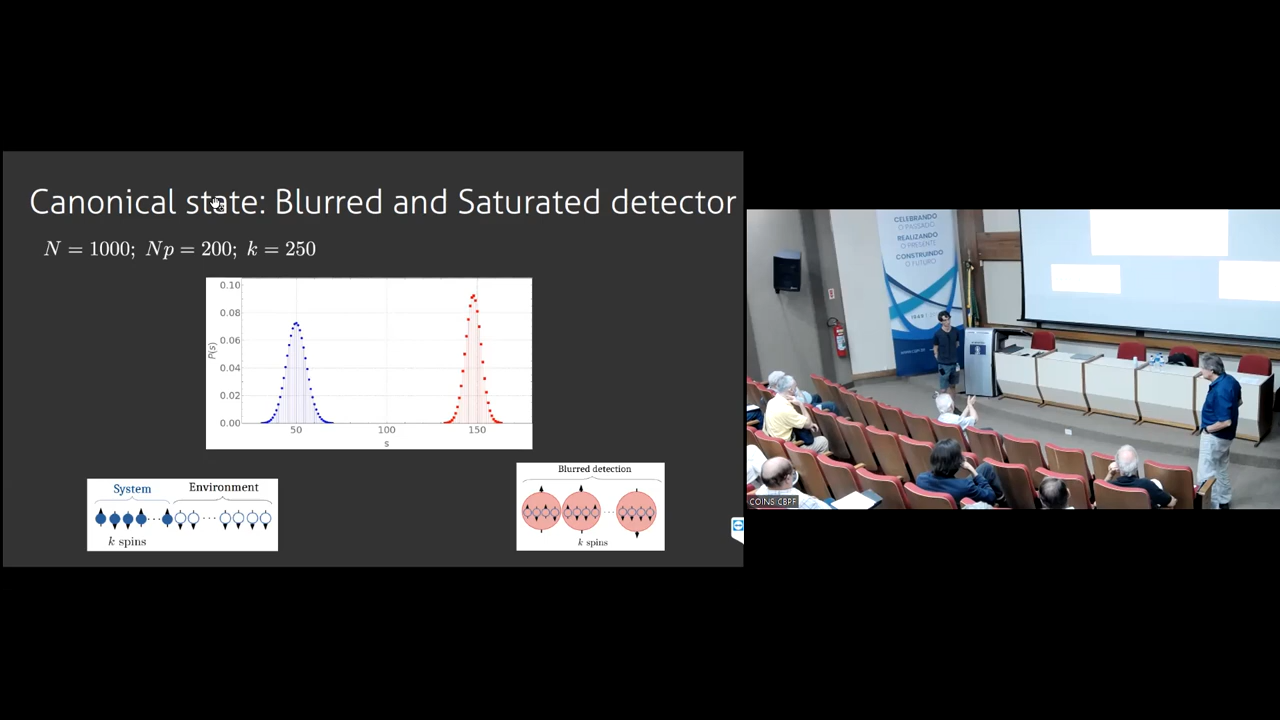 Canonical state: Blurred and Saturated detector
N = 1000; Np = 200; k = 250
0.10
0.08
0.06
0.04
0.02
0.00
P(s)
50
100
150
s
System
Environment
k spins
Blurred detection
k spins
CELEBRANDO
O PASSADO
REALIZANDO
O PRESENTE
CONSTRUINDO
O FUTURO
COINS CBPF